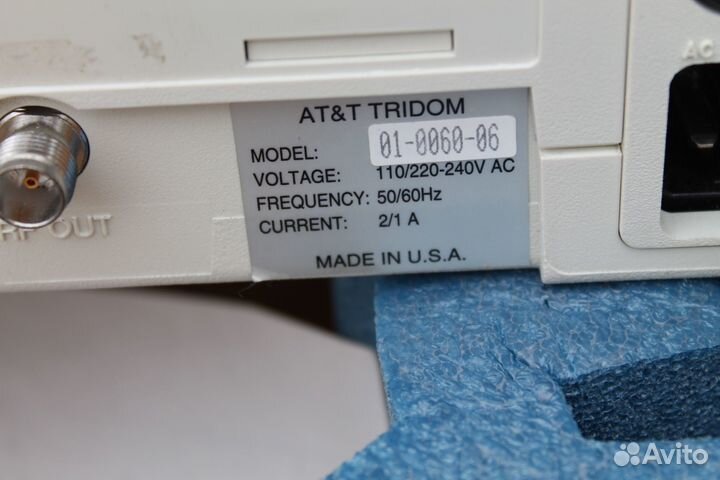 AC
AT&T TRIDOM
MODEL: 01-0060-06
VOLTAGE: 110/220-240V AC
FREQUENCY: 50/60Hz
CURRENT: 2/1 A
RF OUT
MADE IN U.S.A.
Avito